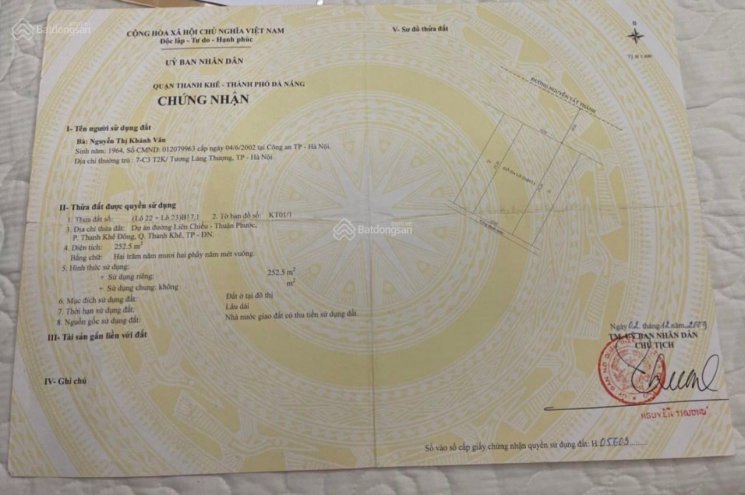 CỘNG HÒA XÃ HỘI CHỦ NGHĨA VIỆT NAM
Độc lập - Tự do - Hạnh phúc
UỶ BAN NHÂN DÂN
QUẬN THANH KHÊ - THÀNH PHỐ ĐÀ NẴNG
CHỨNG NHẬN
I- Tên người sử dụng đất
Bà: Nguyễn Thị Khánh Vân
Sinh năm: 1964, Số CMND: 012079963 cấp ngày 04/6/2002 tại Công an TP - Hà Nội.
Địa chỉ thường trú : 7-C3 T2K/ Tương Láng Thượng, TP - Hà Nội
II- Thửa đất được quyền sử dụng
1. Thửa đất số: (Lô 22 + Lô 23)B17.1 2. Tờ bản đồ số: KT01/1
3. Địa chỉ thửa đất: Dự án đường Liên Chiểu - Thuận Phước,
P. Thanh Khê Đông, Q. Thanh Khê, TP - ĐN.
4. Diện tích: 252.5 m²
Bằng chữ: Hai trăm năm mươi hai phẩy năm mét vuông.
5. Hình thức sử dụng:
+ Sử dụng riêng: 252.5 m²
+ Sử dụng chung: không m²
6. Mục đích sử dụng đất: Đất ở tại đô thị
7. Thời hạn sử dụng đất: Lâu dài
8. Nguồn gốc sử dụng đất: Nhà nước giao đất có thu tiền sử dụng đất.
III- Tài sản gắn liền với đất
IV- Ghi chú
V- Sơ đồ thửa đất
ĐƯỜNG NGUYỄN TẤT THÀNH
Ngày 02 tháng 12 năm 2009
TM. UỶ BAN NHÂN DÂN
CHỦ TỊCH
NGUYỄN THƯƠNG
Số vào sổ cấp giấy chứng nhận quyền sử dụng đất: H 05603
Batdongsan
Batdongsan
Batdongsan